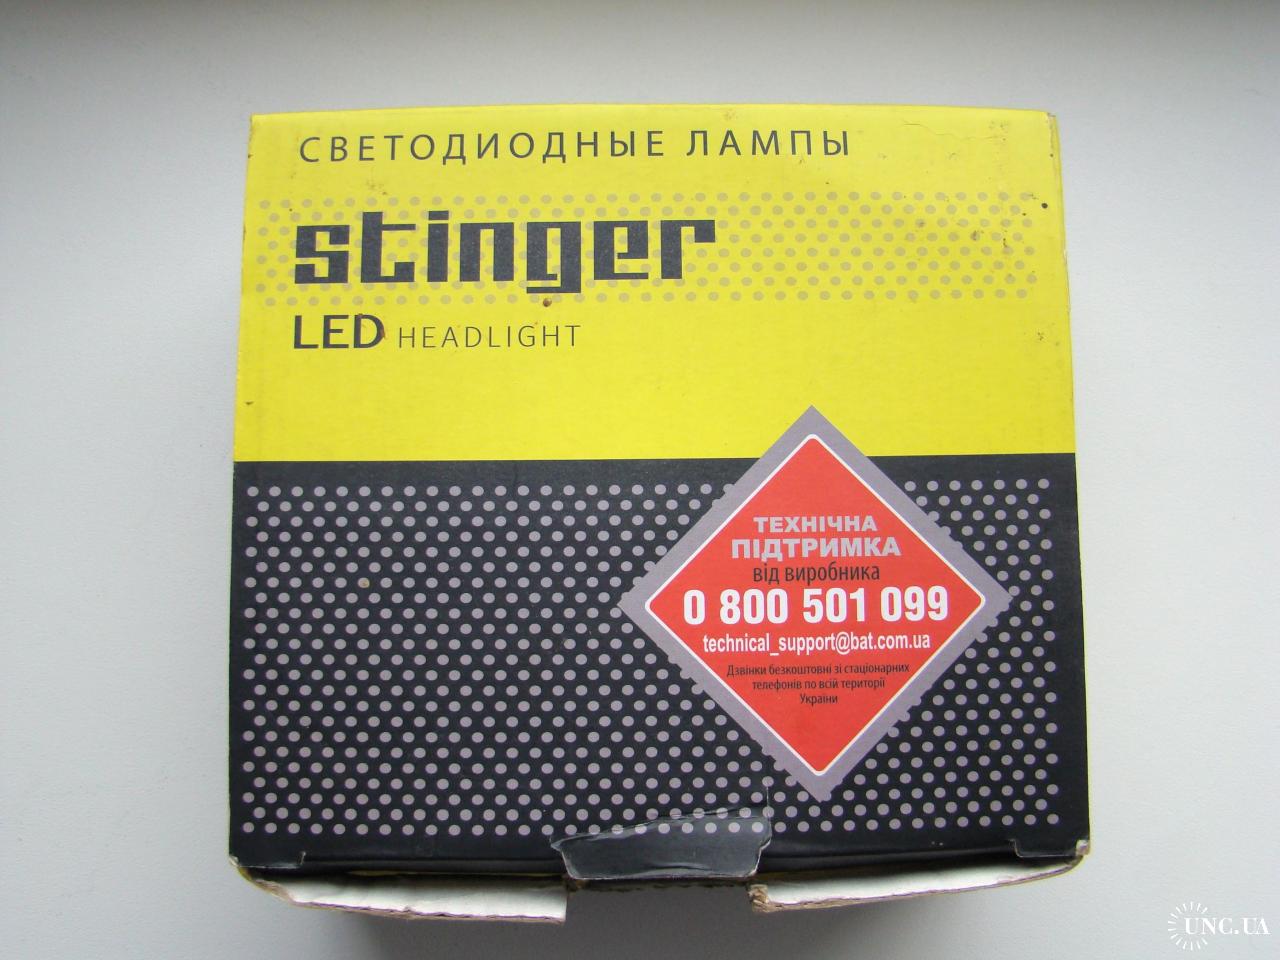 СВЕТОДИОДНЫЕ ЛАМПЫ
stinger
LED HEADLIGHT
ТЕХНІЧНА
ПІДТРИМКА
від виробника
0 800 501 099
technical_support@bat.com.ua
Дзвінки безкоштовні зі стаціонарних
телефонів по всій території
України
UNC.UA